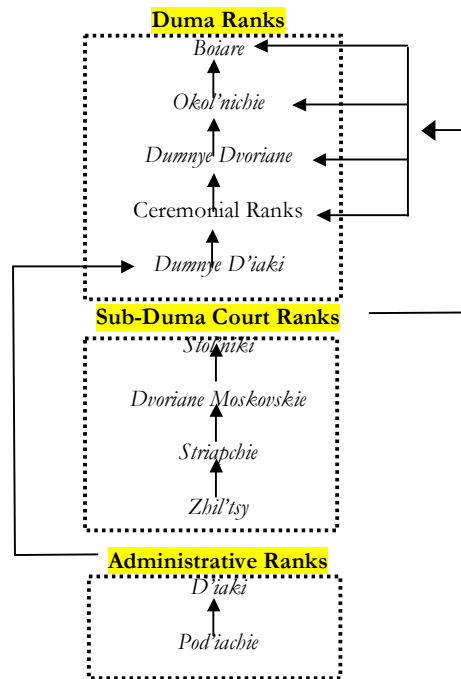 Duma Ranks
Boiare
Okol'nichie
Dumnye Dvoriane
Ceremonial Ranks
Dumnye D'iaki
Sub-Duma Court Ranks
Stol'niki
Dvoriane Moskovskie
Striapchie
Zhil'tsy
Administrative Ranks
D'iaki
Pod'iachie